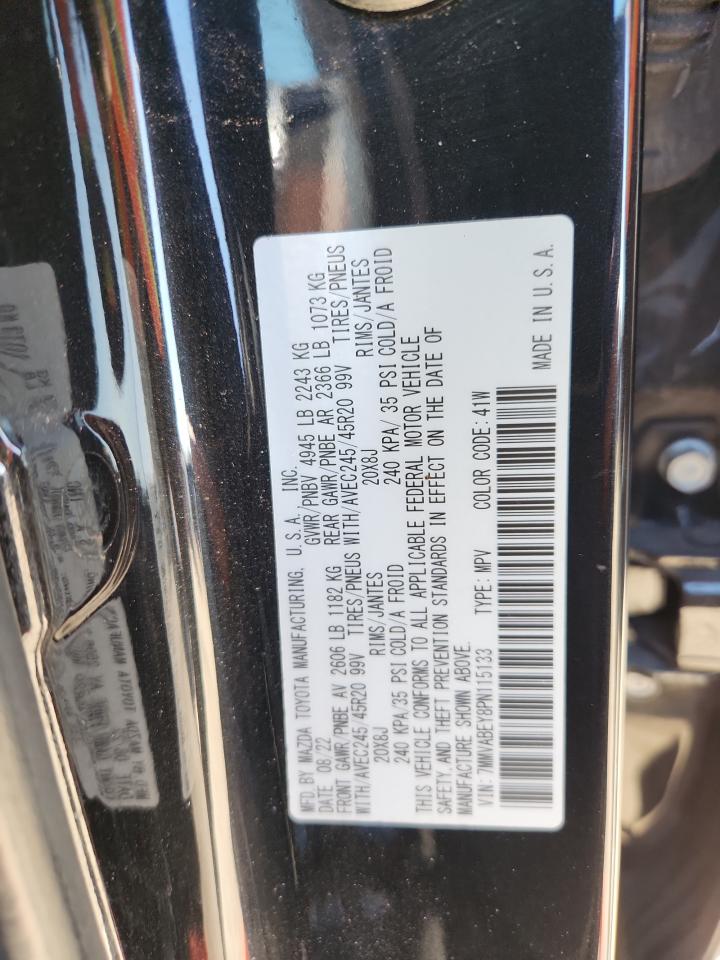 MFD. BY MAZDA TOYOTA MANUFACTURING, U.S.A., INC.
DATE 08/22 GVWR/PNBV 4945 LB 2243 KG
FRONT GAWR/PNBE AV 2606 LB 1182 KG REAR GAWR/PNBE AR 2366 LB 1073 KG
WITH/AVEC245/45R20 99V TIRES/PNEUS WITH/AVEC245/45R20 99V TIRES/PNEUS
20X8J RIMS/JANTES 20X8J RIMS/JANTES
240 KPA/35 PSI COLD/A FROID 240 KPA/ 35 PSI COLD/A FROID
THIS VEHICLE CONFORMS TO ALL APPLICABLE FEDERAL MOTOR VEHICLE
SAFETY AND THEFT PREVENTION STANDARDS IN EFFECT ON THE DATE OF
MANUFACTURE SHOWN ABOVE.
VIN:7MMVABEY8PN115133 TYPE: MPV COLOR CODE: 41W
MADE IN U.S.A.